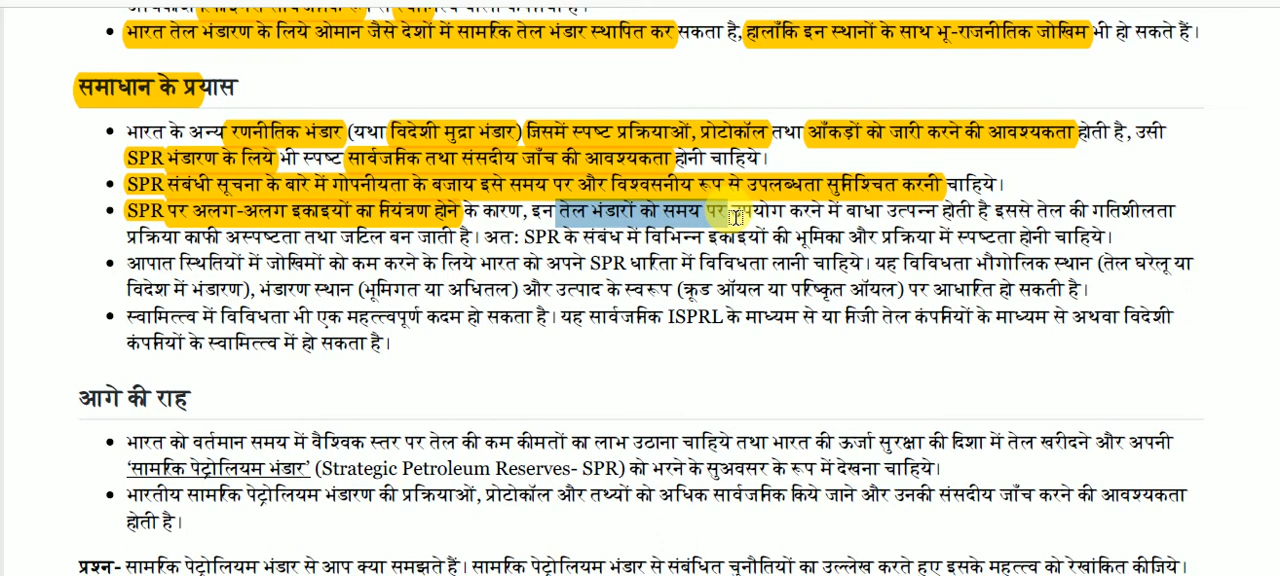 भारत तेल भंडारण के लिये ओमान जैसे देशों में सामरिक तेल भंडार स्थापित कर सकता है, हालाँकि इन स्थानों के साथ भू-राजनीतिक जोखिम भी हो सकते हैं।
समाधान के प्रयास
भारत के अन्य रणनीतिक भंडार (यथा विदेशी मुद्रा भंडार) जिसमें स्पष्ट प्रक्रियाओं, प्रोटोकॉल तथा आँकड़ों को जारी करने की आवश्यकता होती है, उसी
SPR भंडारण के लिये भी स्पष्ट सार्वजनिक तथा संसदीय जाँच की आवश्यकता होनी चाहिये।
SPR संबंधी सूचना के बारे में गोपनीयता के बजाय इसे समय पर और विश्वसनीय रूप से उपलब्धता सुनिश्चित करनी चाहिये।
SPR पर अलग-अलग इकाइयों का नियंत्रण होने के कारण, इन तेल भंडारों को समय पर उपयोग करने में बाधा उत्पन्न होती है इससे तेल की गतिशीलता
प्रक्रिया काफी अस्पष्टता तथा जटिल बन जाती है। अत: SPR के संबंध में विभिन्न इकाइयों की भूमिका और प्रक्रिया में स्पष्टता होनी चाहिये।
आपात स्थितियों में जोखिमों को कम करने के लिये भारत को अपने SPR धारिता में विविधता लानी चाहिये। यह विविधता भौगोलिक स्थान (तेल घरेलू या
विदेश में भंडारण), भंडारण स्थान (भूमिगत या अधितल) और उत्पाद के स्वरूप (क्रूड ऑयल या परिष्कृत ऑयल) पर आधारित हो सकती है।
स्वामित्त्व में विविधता भी एक महत्त्वपूर्ण कदम हो सकता है। यह सार्वजनिक ISPRL के माध्यम से या निजी तेल कंपनियों के माध्यम से अथवा विदेशी
कंपनियों के स्वामित्त्व में हो सकता है।
आगे की राह
भारत को वर्तमान समय में वैश्विक स्तर पर तेल की कम कीमतों का लाभ उठाना चाहिये तथा भारत की ऊर्जा सुरक्षा की दिशा में तेल खरीदने और अपनी
'सामरिक पेट्रोलियम भंडार' (Strategic Petroleum Reserves- SPR) को भरने के सुअवसर के रूप में देखना चाहिये।
भारतीय सामरिक पेट्रोलियम भंडारण की प्रक्रियाओं, प्रोटोकॉल और तथ्यों को अधिक सार्वजनिक किये जाने और उनकी संसदीय जाँच करने की आवश्यकता
होती है।
प्रश्न- सामरिक पेट्रोलियम भंडार से आप क्या समझते हैं। सामरिक पेट्रोलियम भंडार से संबंधित चुनौतियों का उल्लेख करते हुए इसके महत्त्व को रेखांकित कीजिये।